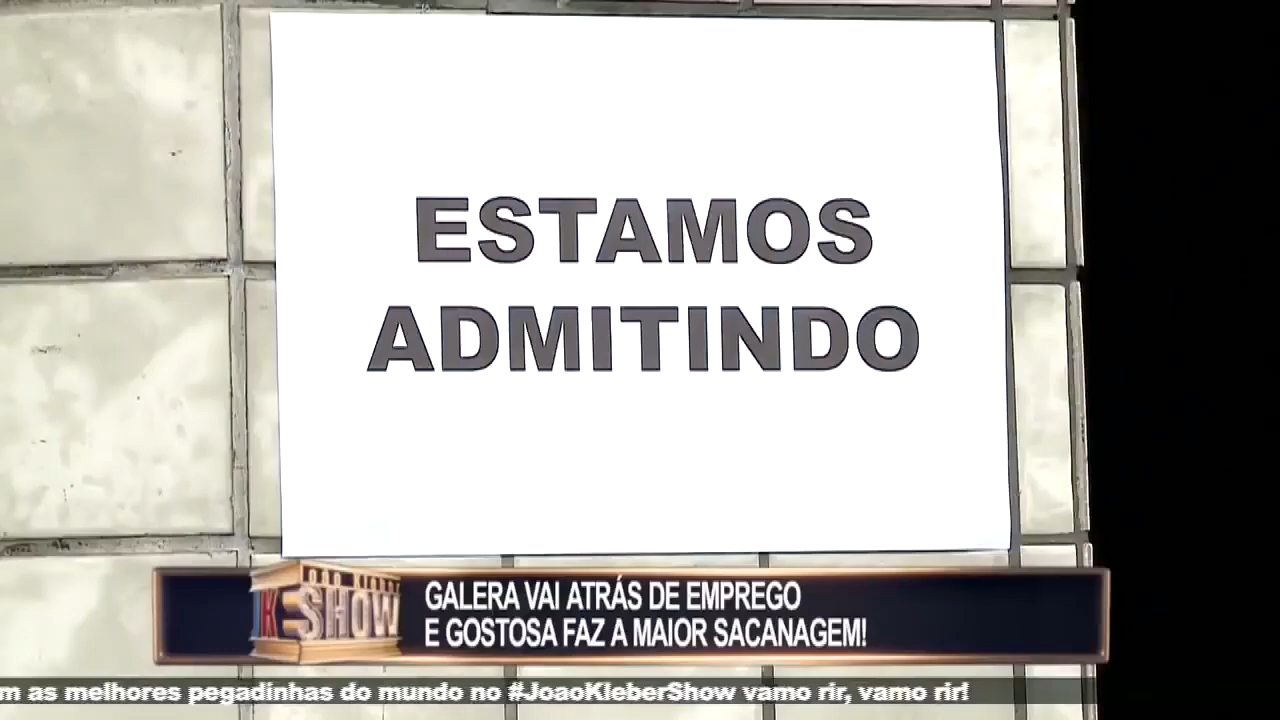 ESTAMOS
ADMITINDO
K SHOW
GALERA VAI ATRÁS DE EMPREGO
E GOSTOSA FAZ A MAIOR SACANAGEM!
m as melhores pegadinhas do mundo no #JoaoKleberShow vamo rir, vamo rir!